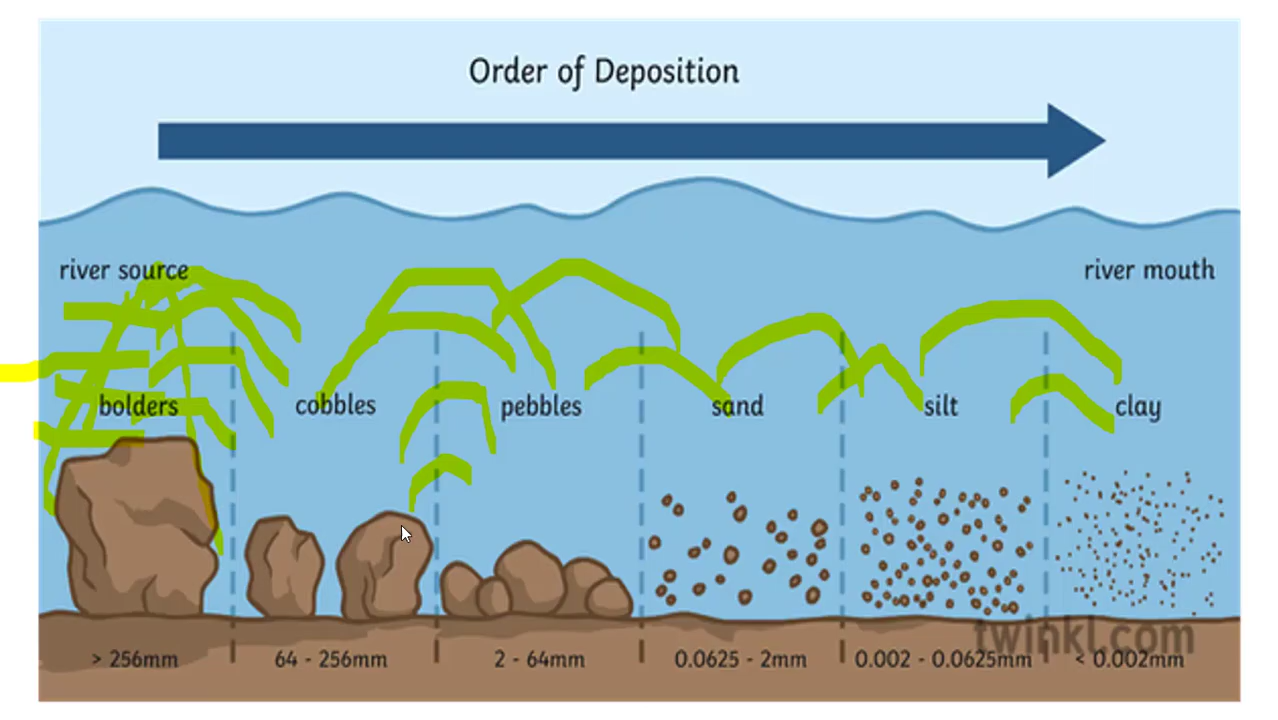 Order of Deposition
river source
river mouth
bolders
cobbles
pebbles
sand
silt
clay
twinkl.com
> 256mm
64 - 256mm
2 - 64mm
0.0625 - 2mm
0.002 - 0.0625mm
< 0.002mm